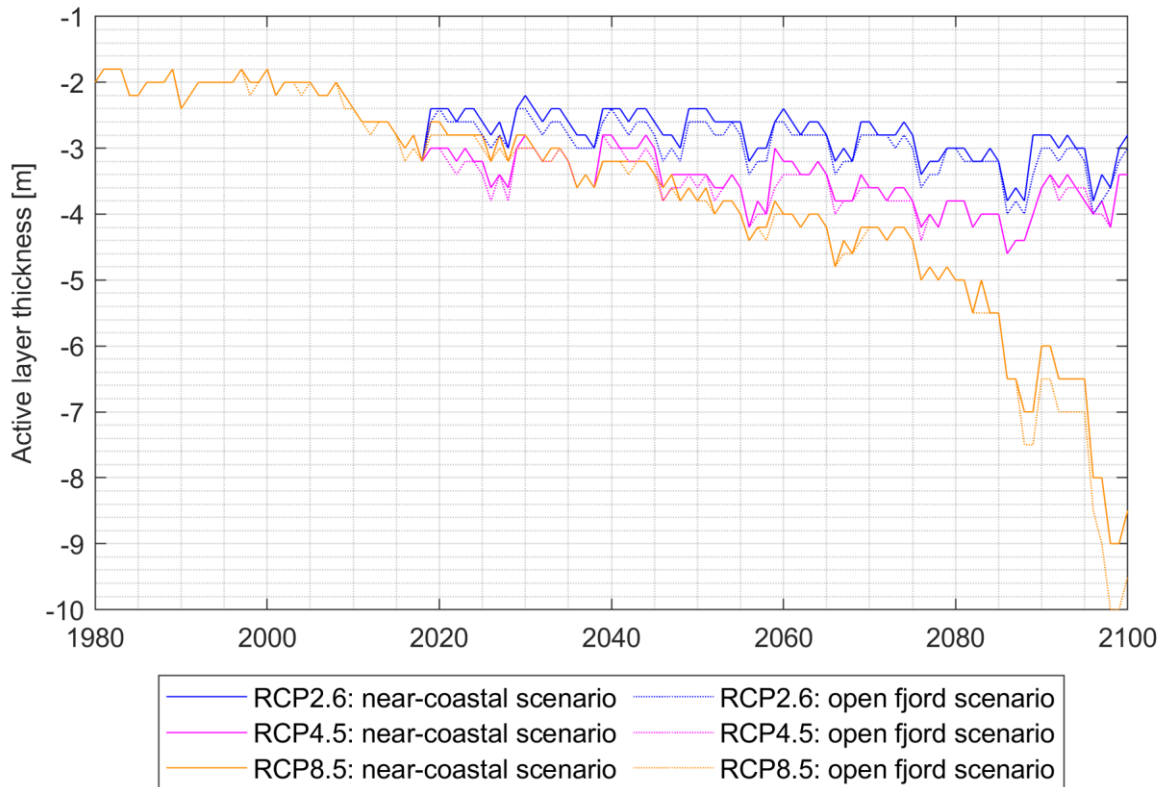 Active layer thickness [m]
-1
-2
-3
-4
-5
-6
-7
-8
-9
-10
1980 2000 2020 2040 2060 2080 2100
RCP2.6: near-coastal scenario RCP2.6: open fjord scenario
RCP4.5: near-coastal scenario RCP4.5: open fjord scenario
RCP8.5: near-coastal scenario RCP8.5: open fjord scenario